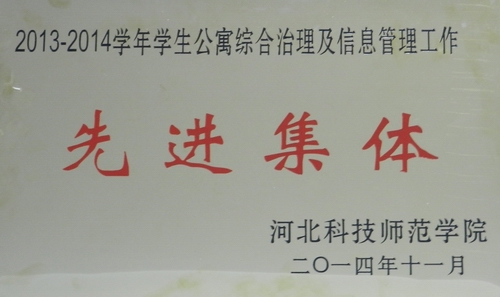 2013-2014学年学生公寓综合治理及信息管理工作
先进集体
河北科技师范学院
二〇一四年十一月